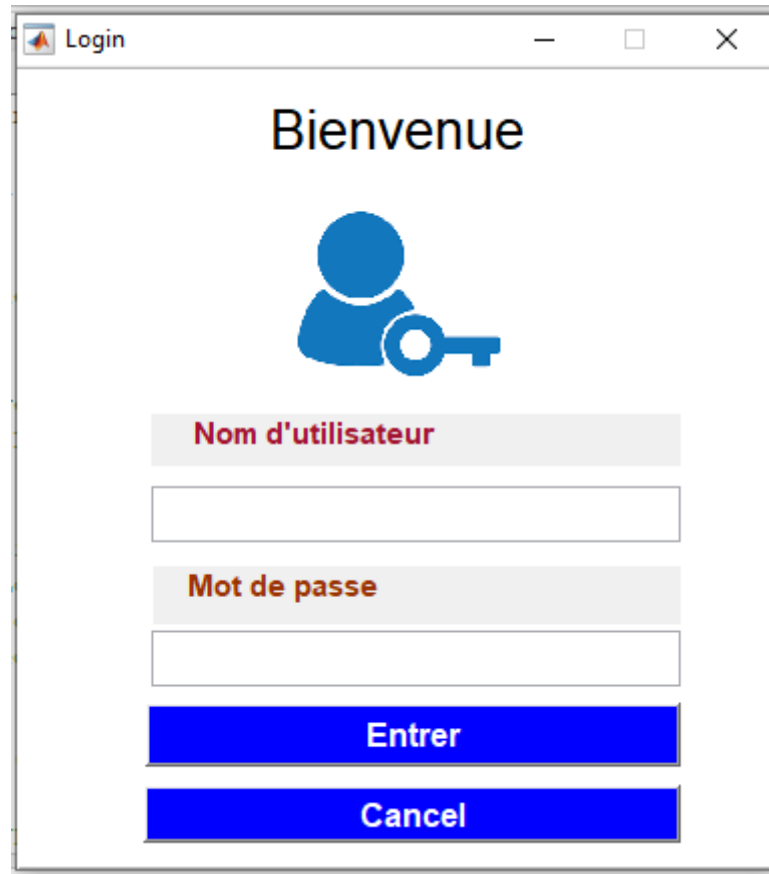 Login
Bienvenue
Nom d'utilisateur
Mot de passe
Entrer
Cancel